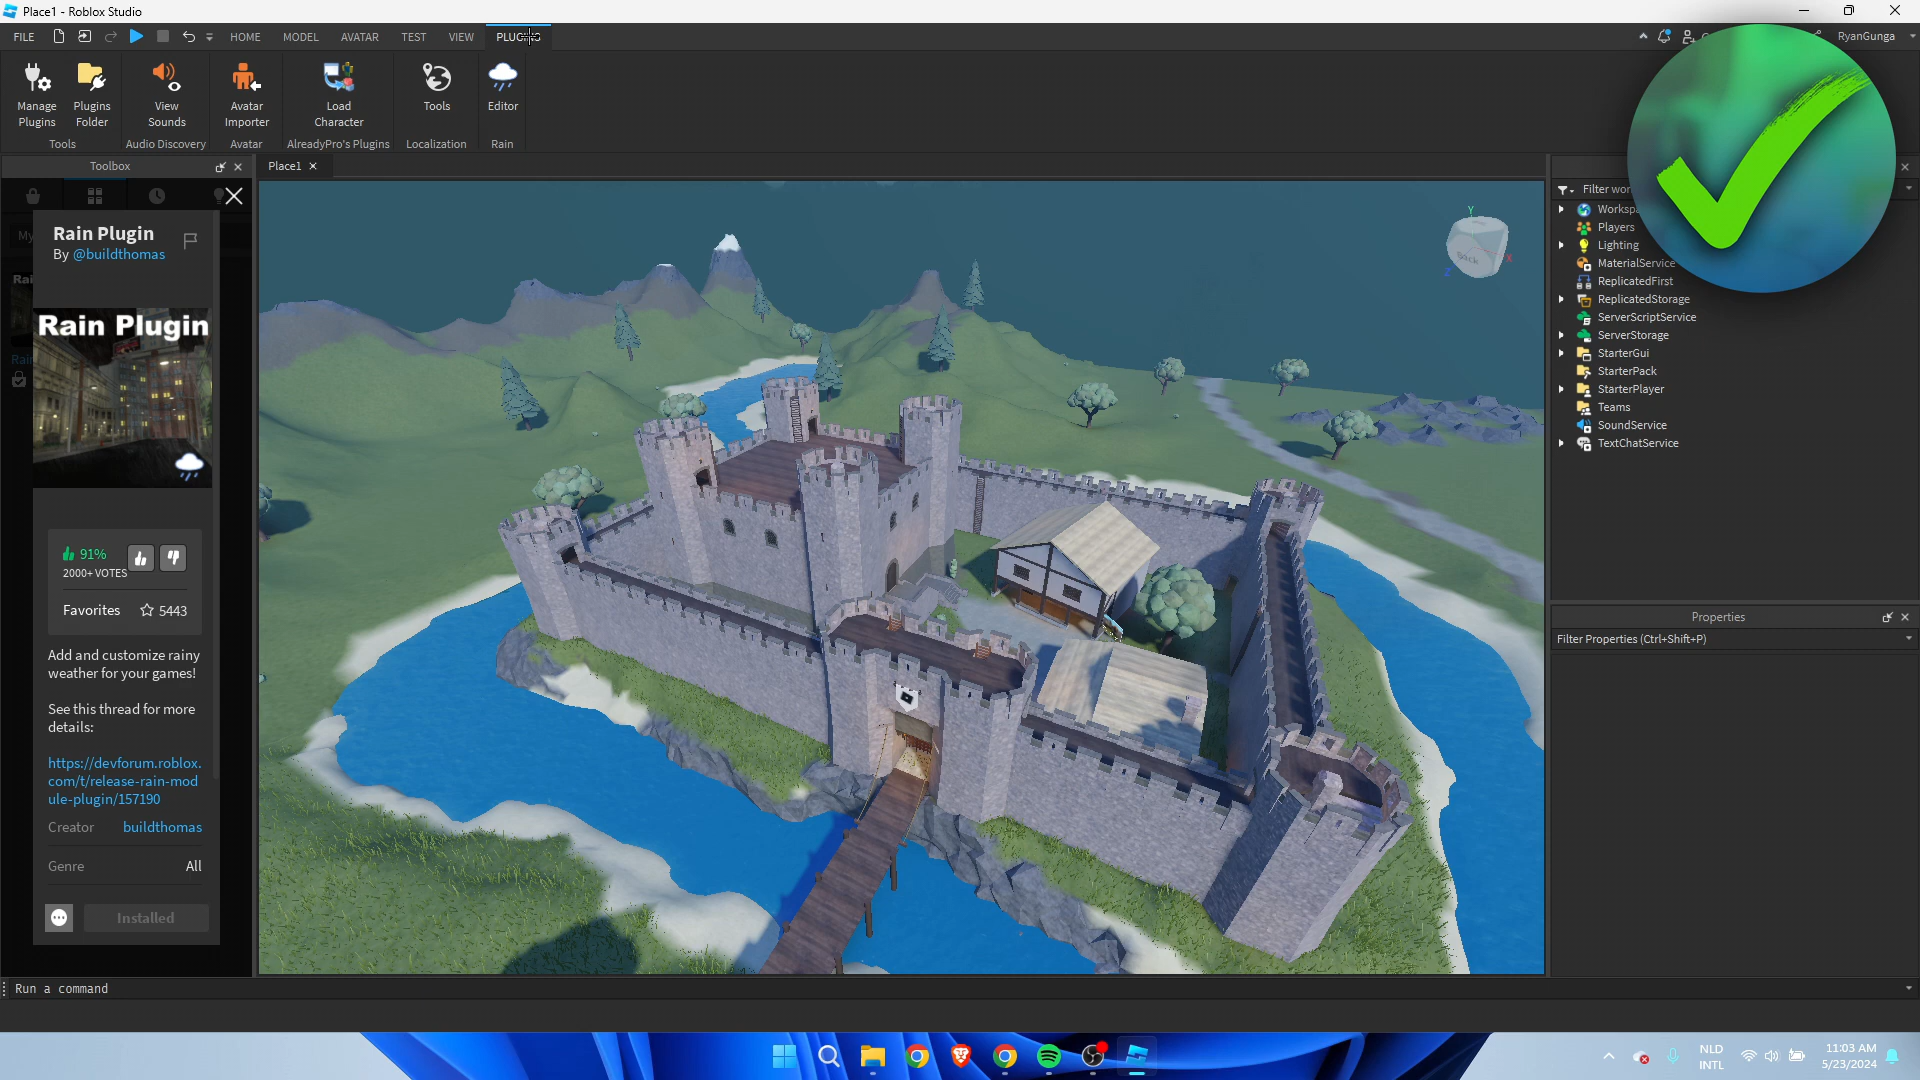 Place1 - Roblox Studio
FILE
HOME
MODEL
AVATAR
TEST
VIEW
RyanGunga
Manage Plugins
Plugins Folder
View Sounds
Avatar Importer
Load Character
Tools
Editor
Tools
Audio Discovery
Avatar
AlreadyPro's Plugins
Localization
Rain
Toolbox
Place1
My
Rain Plugin
By @buildthomas
Rain Plugin
91%
2000+ VOTES
Favorites
5443
Add and customize rainy
weather for your games!
See this thread for more
details:
https://devforum.roblox.
com/t/release-rain-mod
ule-plugin/157190
Creator
buildthomas
Genre
All
Installed
Back
Y
X
Z
Players
Lighting
MaterialService
ReplicatedFirst
ReplicatedStorage
ServerScriptService
ServerStorage
StarterGui
StarterPack
StarterPlayer
Teams
SoundService
TextChatService
Properties
Filter Properties (Ctrl+Shift+P)
Run a command
NLD
INTL
11:03 AM
5/23/2024